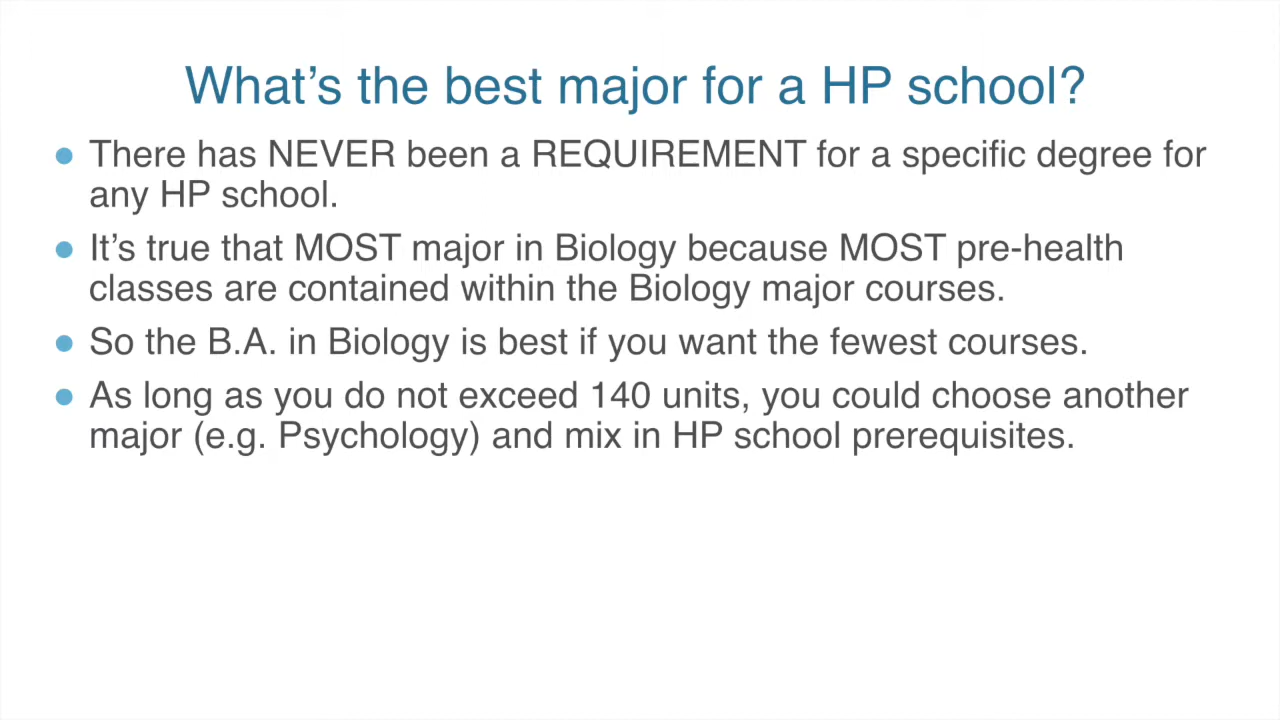 What’s the best major for a HP school?
● There has NEVER been a REQUIREMENT for a specific degree for
any HP school.
● It’s true that MOST major in Biology because MOST pre-health
classes are contained within the Biology major courses.
● So the B.A. in Biology is best if you want the fewest courses.
● As long as you do not exceed 140 units, you could choose another
major (e.g. Psychology) and mix in HP school prerequisites.